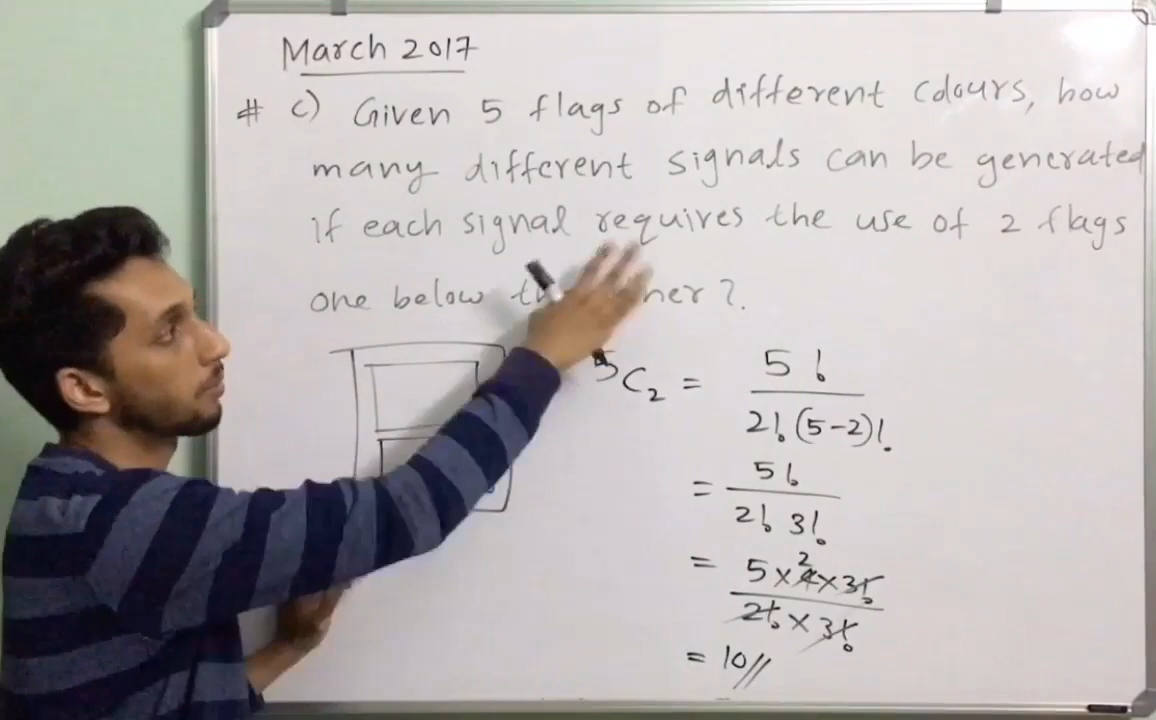 March 2017
# c) Given 5 flags of different colours, how
many different signals can be generated
if each signal requires the use of 2 flags
one below ?
5C2 = 5! / 2!(5-2)!
= 5! / 2! 3!
= 5×4×3! / 2!×3! 2
= 10//